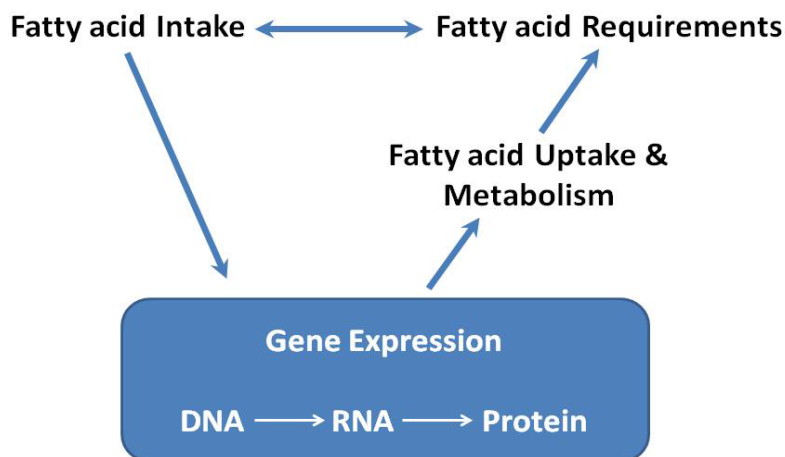 Fatty acid Intake
Fatty acid Requirements
Fatty acid Uptake &
Metabolism
Gene Expression
DNA
RNA
Protein